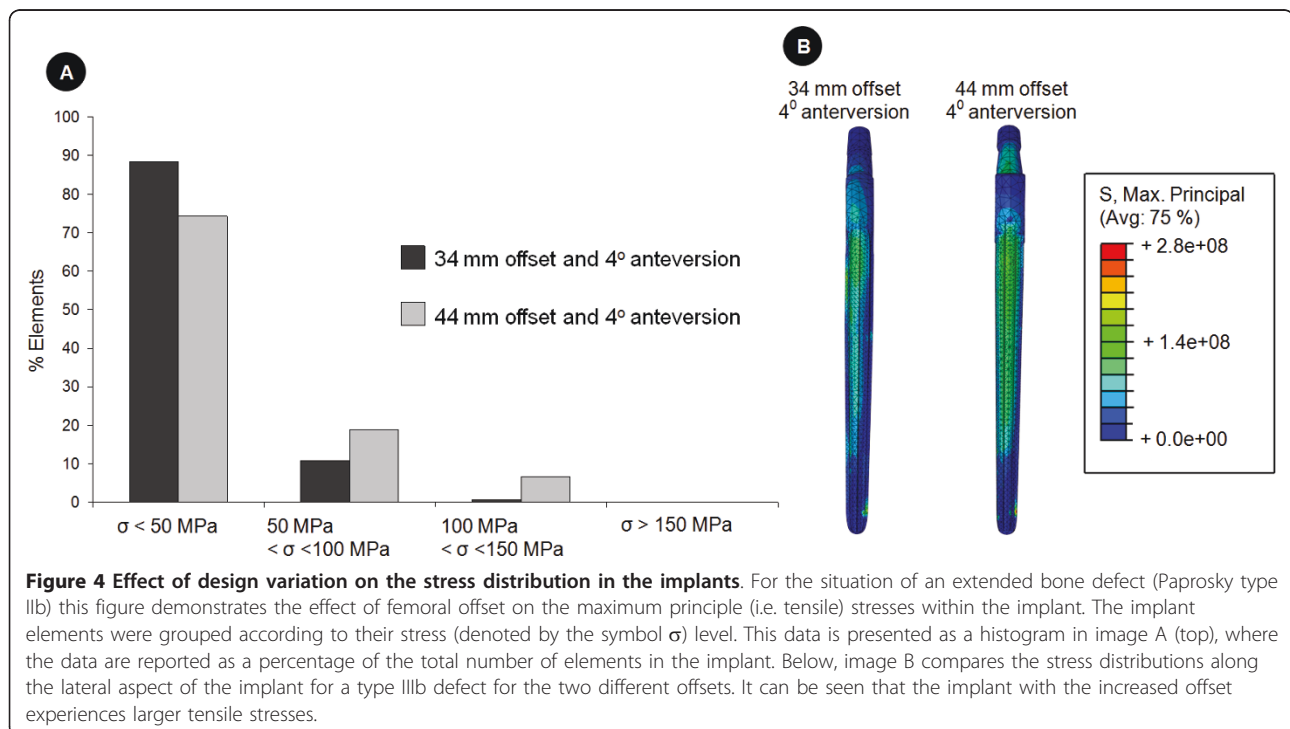 A
100
90
80
70
60
50
40
30
20
10
0
% Elements
34 mm offset and 4º anteversion
44 mm offset and 4º anteversion
σ < 50 MPa
50 MPa
< σ <100 MPa
100 MPa
< σ <150 MPa
σ > 150 MPa
B
34 mm offset
4⁰ anterversion
44 mm offset
4⁰ anterversion
S, Max. Principal
(Avg: 75 %)
+ 2.8e+08
+ 1.4e+08
+ 0.0e+00
Figure 4 Effect of design variation on the stress distribution in the implants. For the situation of an extended bone defect (Paprosky type
IIb) this figure demonstrates the effect of femoral offset on the maximum principle (i.e. tensile) stresses within the implant. The implant
elements were grouped according to their stress (denoted by the symbol σ) level. This data is presented as a histogram in image A (top), where
the data are reported as a percentage of the total number of elements in the implant. Below, image B compares the stress distributions along
the lateral aspect of the implant for a type IIIb defect for the two different offsets. It can be seen that the implant with the increased offset
experiences larger tensile stresses.